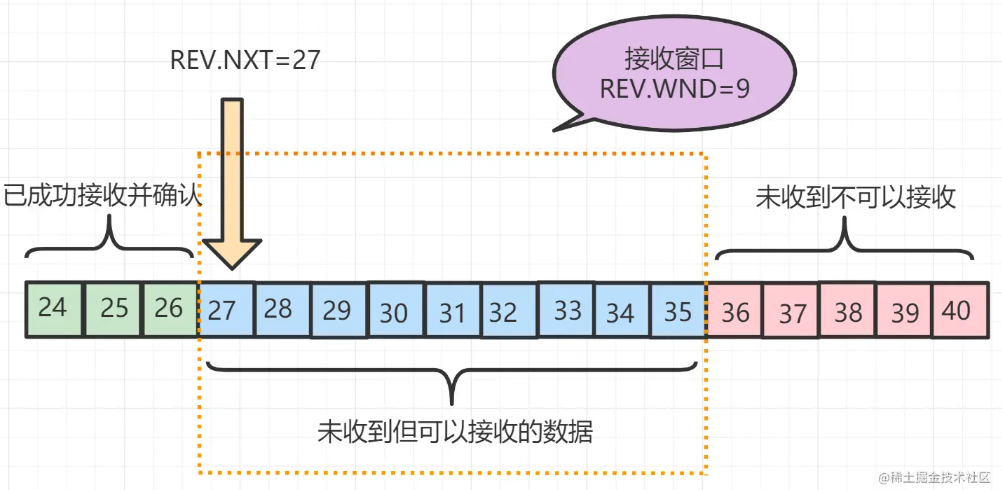 REV.NXT=27
接收窗口
REV.WND=9
已成功接收并确认
未收到不可以接收
24 25 26 27 28 29 30 31 32 33 34 35 36 37 38 39 40
未收到但可以接收的数据
@稀土掘金技术社区